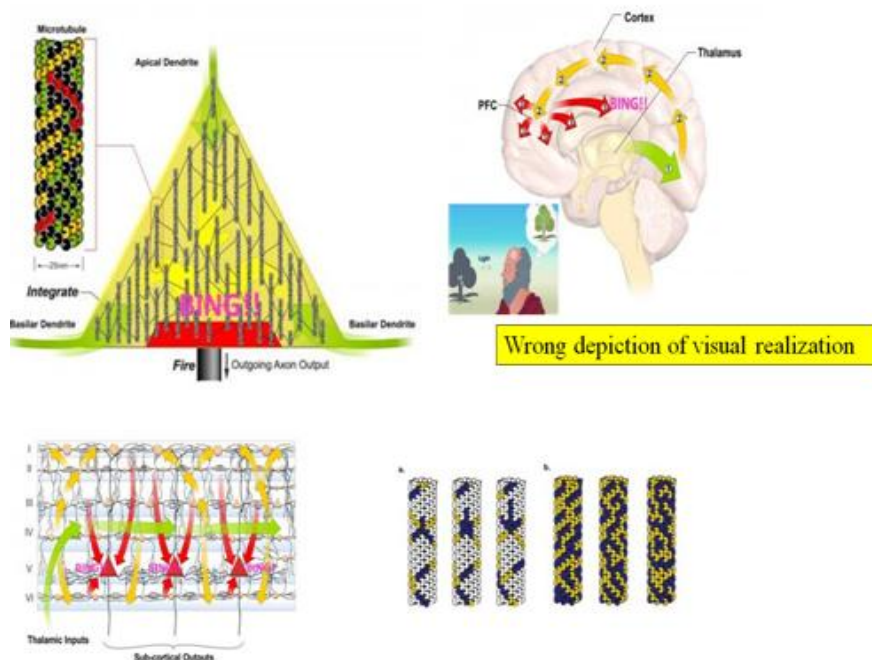 Microtubule
Apical Dendrite
Integrate
Basilar Dendrite
BING!!
Basilar Dendrite
Fire
Outgoing Axon Output
Cortex
Thalamus
PFC
BING!!
Wrong depiction of visual realization
I
II
III
IV
V
VI
Thalamic Inputs
Sub-cortical Outputs
a.
b.